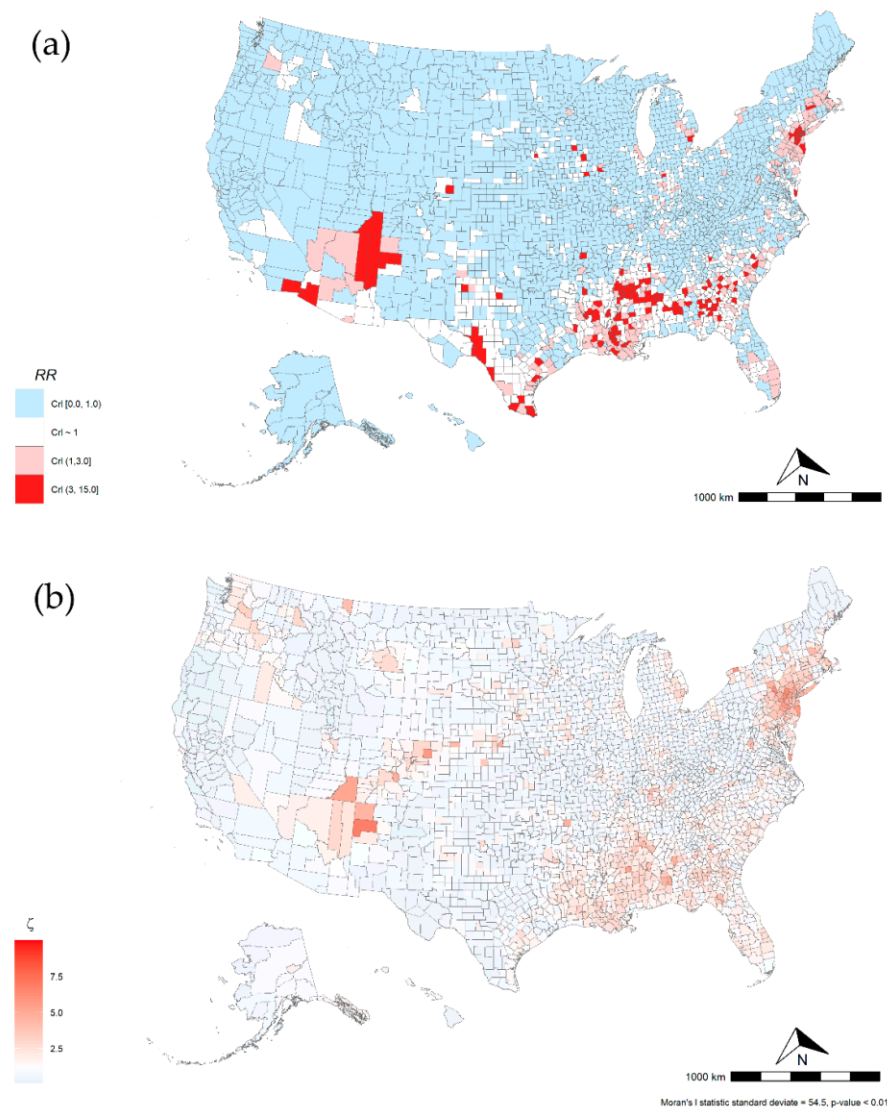 (a)
RR
CrI [0.0, 1.0)
CrI ~ 1
CrI (1,3.0]
CrI (3, 15.0]
N
1000 km
(b)
ζ
7.5
5.0
2.5
N
1000 km
Moran's I statistic standard deviate = 54.5, p-value < 0.01